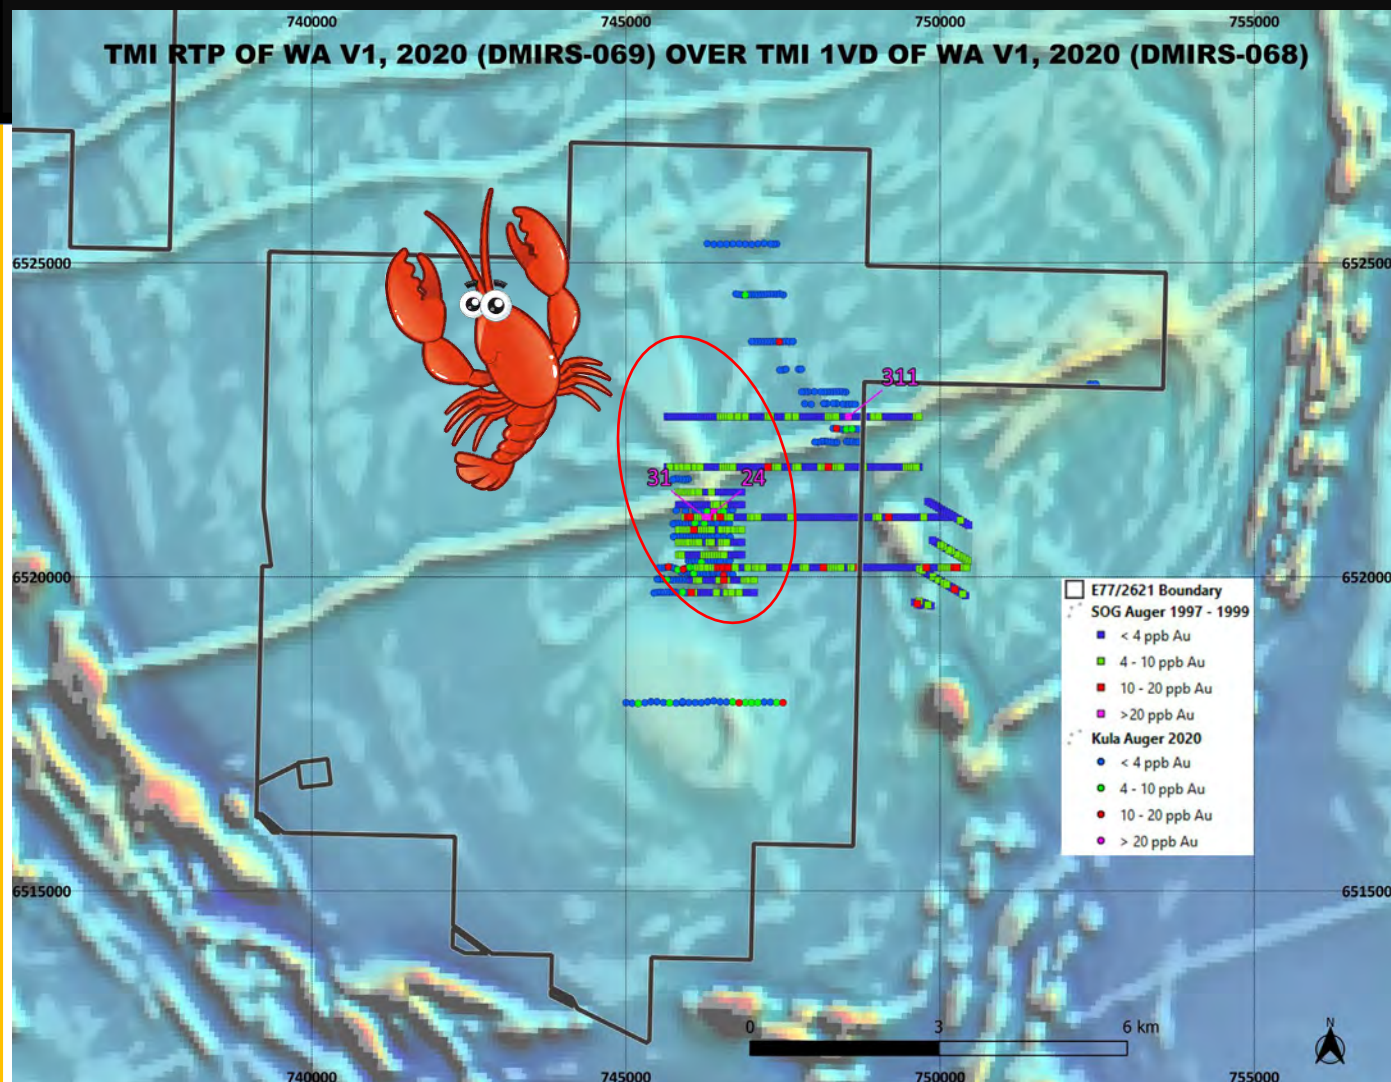 740000 745000 750000 755000
TMI RTP OF WA V1, 2020 (DMIRS-069) OVER TMI 1VD OF WA V1, 2020 (DMIRS-068)
6525000 652500
311
31 24
6520000 652000
E77/2621 Boundary
SOG Auger 1997 - 1999
< 4 ppb Au
4 - 10 ppb Au
10 - 20 ppb Au
>20 ppb Au
Kula Auger 2020
< 4 ppb Au
4 - 10 ppb Au
10 - 20 ppb Au
> 20 ppb Au
6515000 651500
0 3 6 km
N
740000 745000 750000 755000